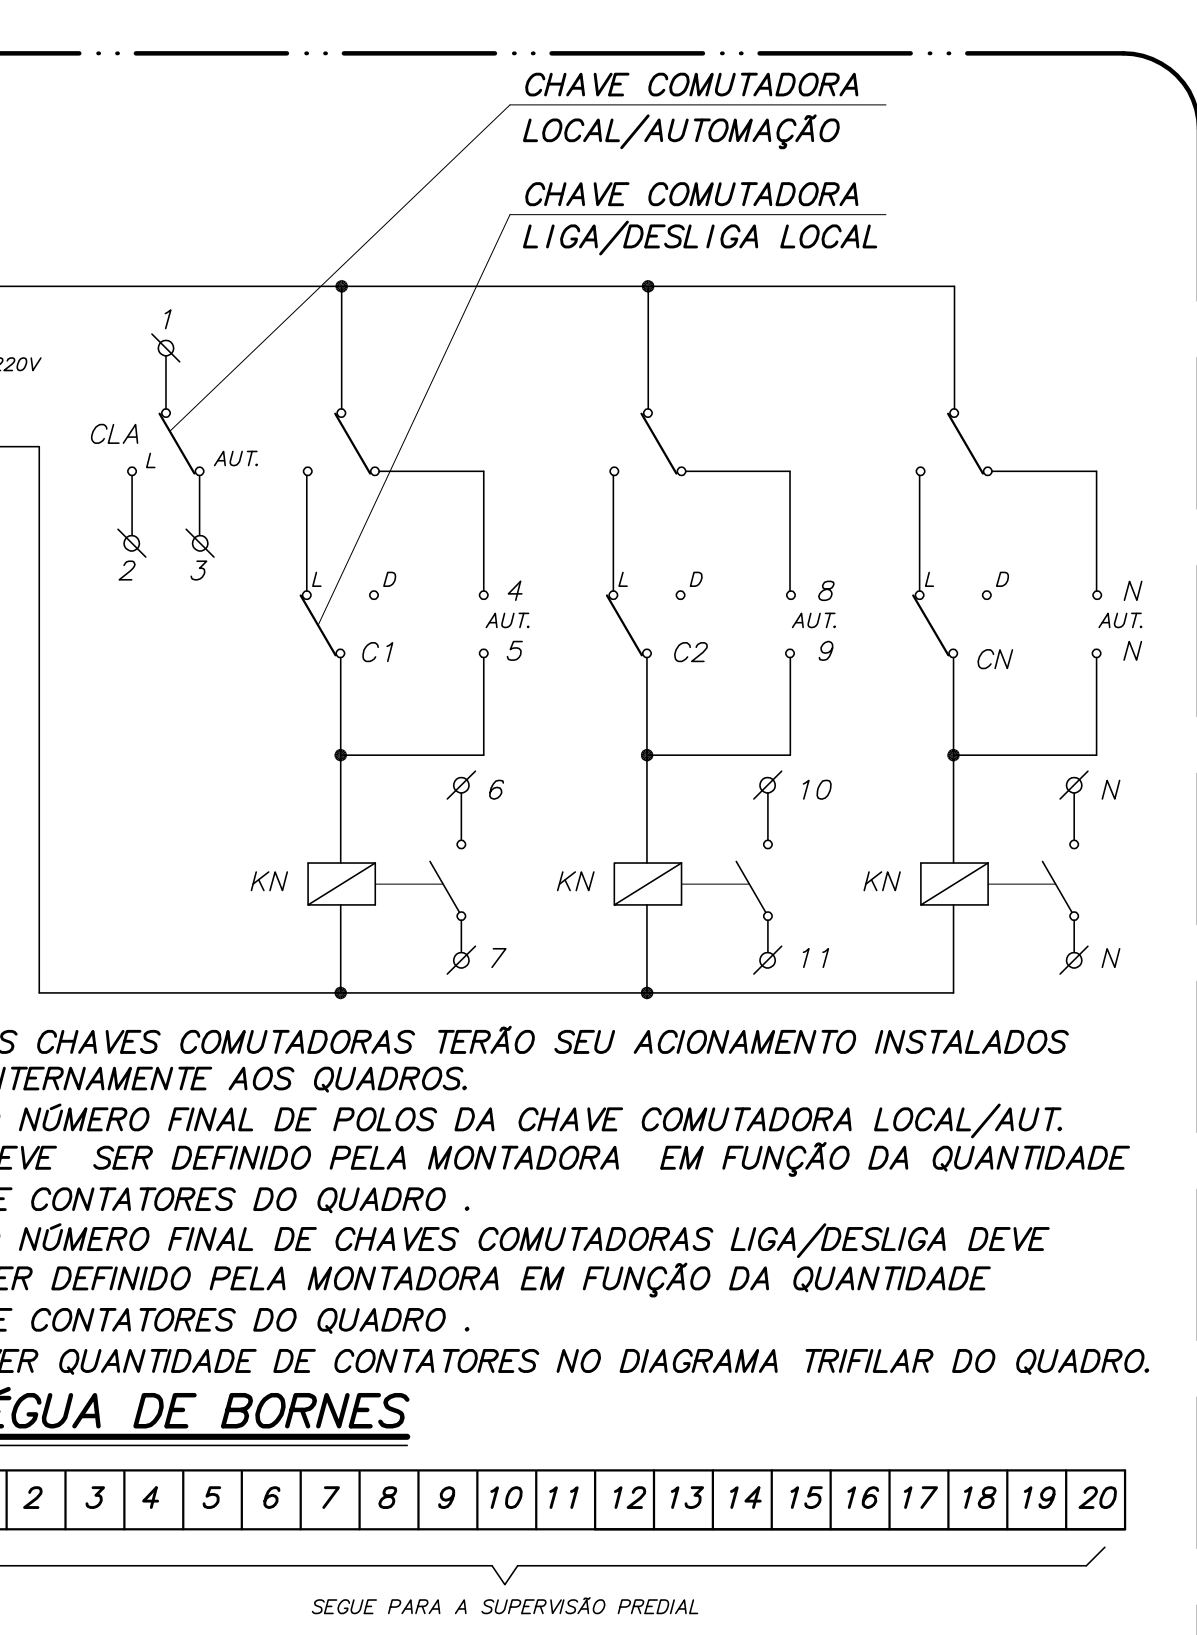 CHAVE COMUTADORA
LOCAL/AUTOMAÇÃO
CHAVE COMUTADORA
LIGA/DESLIGA LOCAL
1
220V
CLA
L
AUT.
2
3
L
D
4
L
D
8
L
D
N
AUT.
AUT.
AUT.
C1
5
C2
9
CN
N
6
10
N
KN
KN
KN
7
11
N
S CHAVES COMUTADORAS TERÃO SEU ACIONAMENTO INSTALADOS
NTERNAMENTE AOS QUADROS.
O NÚMERO FINAL DE POLOS DA CHAVE COMUTADORA LOCAL/AUT.
EVE SER DEFINIDO PELA MONTADORA EM FUNÇÃO DA QUANTIDADE
E CONTATORES DO QUADRO .
O NÚMERO FINAL DE CHAVES COMUTADORAS LIGA/DESLIGA DEVE
ER DEFINIDO PELA MONTADORA EM FUNÇÃO DA QUANTIDADE
E CONTATORES DO QUADRO .
VER QUANTIDADE DE CONTATORES NO DIAGRAMA TRIFILAR DO QUADRO.
ÉGUA DE BORNES
2 3 4 5 6 7 8 9 10 11 12 13 14 15 16 17 18 19 20
SEGUE PARA A SUPERVISÃO PREDIAL